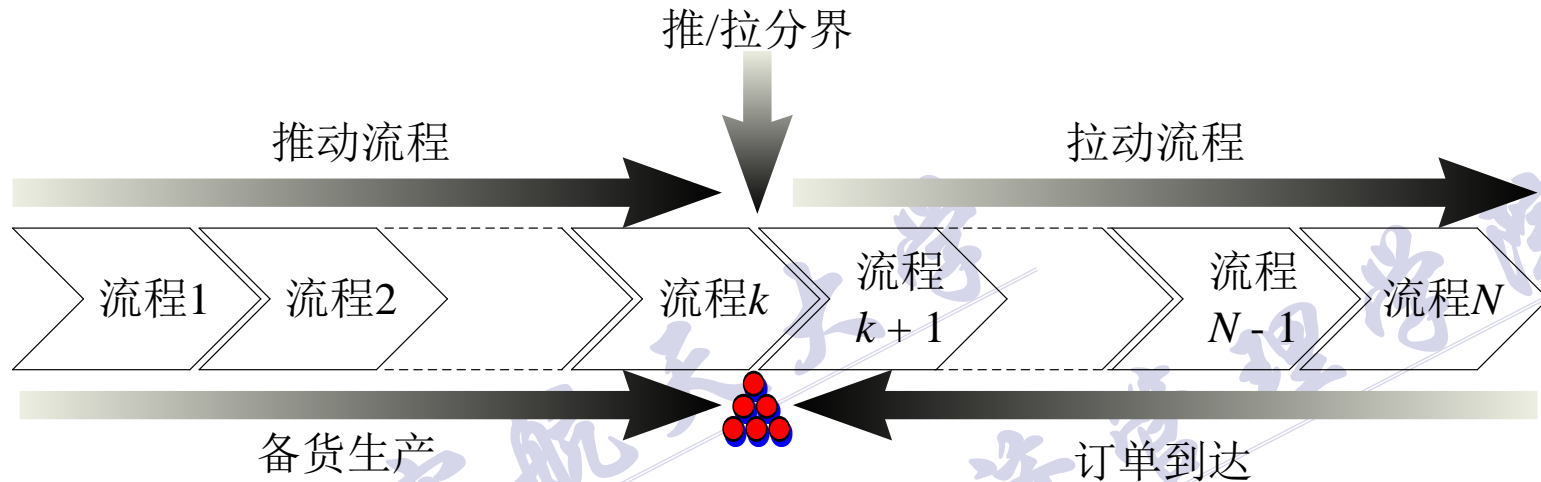 推/拉分界
推动流程
拉动流程
流程1
流程2
流程k
流程
k + 1
流程
N - 1
流程N
备货生产
订单到达